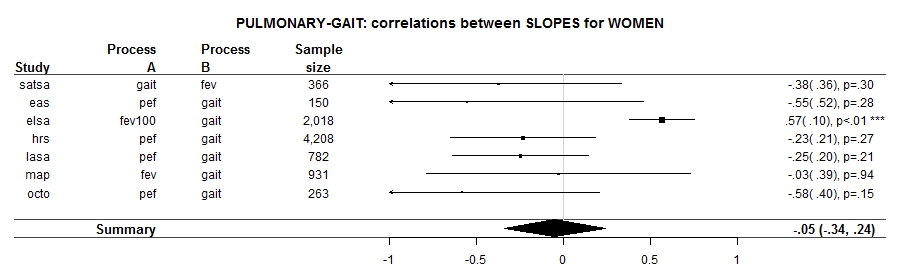 PULMONARY-GAIT: correlations between SLOPES for WOMEN
Process Process Sample
Study A B size
satsa gait fev 366 -.38( .36), p=.30
eas pef gait 150 -.55( .52), p=.28
elsa fev100 gait 2,018 .57( .10), p<.01 ***
hrs pef gait 4,208 -.23( .21), p=.27
lasa pef gait 782 -.25( .20), p=.21
map fev gait 931 -.03( .39), p=.94
octo pef gait 263 -.58( .40), p=.15
Summary -.05 (-.34, .24)
-1 -0.5 0 0.5 1